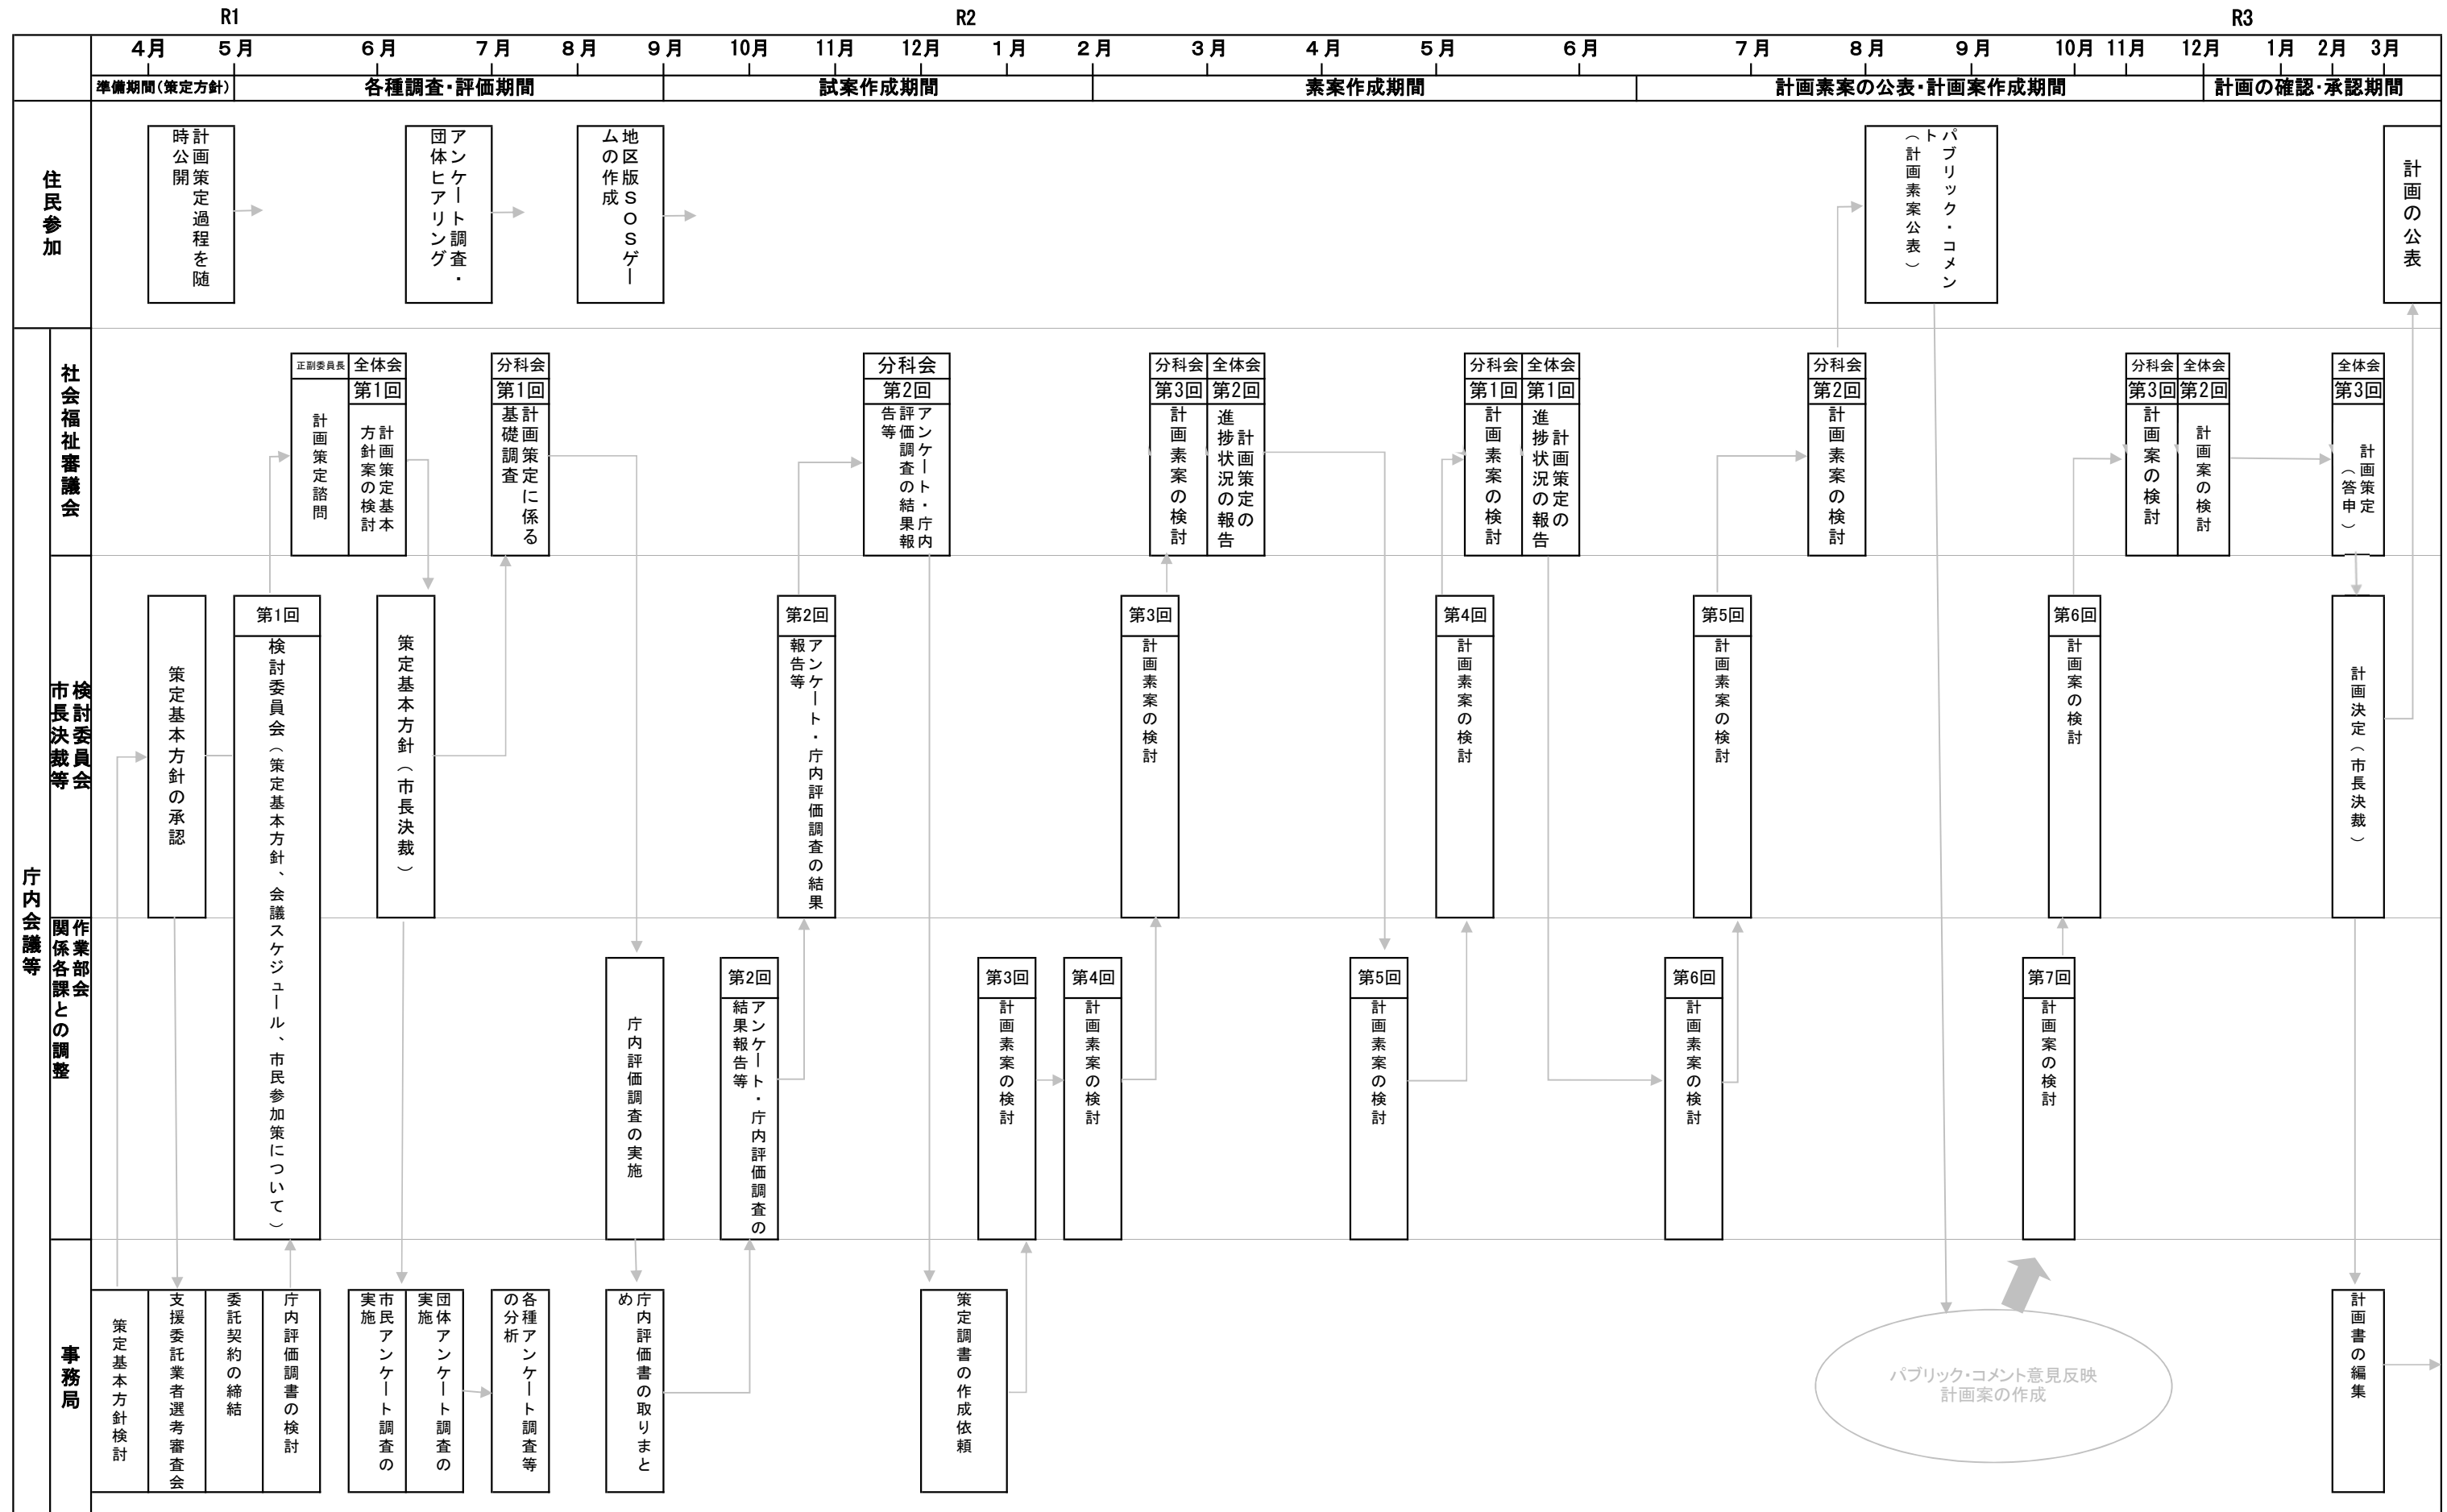 R1
R2
R3
4月
5月
6月
7月
8月
9月
10月
11月
12月
1月
2月
3月
4月
5月
6月
7月
8月
9月
10月
11月
12月
1月
2月
3月
準備期間(策定方針)
各種調査・評価期間
試案作成期間
素案作成期間
計画素案の公表・計画案作成期間
計画の確認・承認期間
住民参加
計画策定過程を随
時公開
アンケート調査・
団体ヒアリング
地区版SOSゲー
ムの作成
パブリック・コメン
ト
(計画素案公表)
計画の公表
庁内会議等
社会福祉審議会
正副委員長
計画策定諮問
全体会
第1回
計画策定基本
方針案の検討
分科会
第1回
計画策定に係る
基礎調査
分科会
第2回
アンケート・庁内
評価調査の結果報
告等
分科会
第3回
計画素案の検討
全体会
第2回
計画策定の
進捗状況の報告
分科会
第1回
計画素案の検討
全体会
第1回
計画策定の
進捗状況の報告
分科会
第2回
計画素案の検討
分科会
第3回
計画案の検討
全体会
第2回
計画案の検討
全体会
第3回
計画策定
(答申)
検討委員会
市長決裁等
策定基本方針の承認
第1回
検討委員会(策定基本方針、会議スケジュール、市民参加策について)
策定基本方針(市長決裁)
第2回
アンケート・庁内評価調査の結果
報告等
第3回
計画素案の検討
第4回
計画素案の検討
第5回
計画素案の検討
第6回
計画案の検討
計画決定(市長決裁)
作業部会
関係各課との調整
庁内評価調査の実施
第2回
アンケート・庁内評価調査の
結果報告等
第3回
計画素案の検討
第4回
計画素案の検討
第5回
計画素案の検討
第6回
計画素案の検討
第7回
計画案の検討
事務局
策定基本方針検討
支援委託業者選考審査会
委託契約の締結
庁内評価調書の検討
市民アンケート調査の
実施
団体アンケート調査の
実施
各種アンケート調査等
の分析
庁内評価書の取りまと
め
策定調書の作成依頼
パブリック・コメント意見反映
計画案の作成
計画書の編集